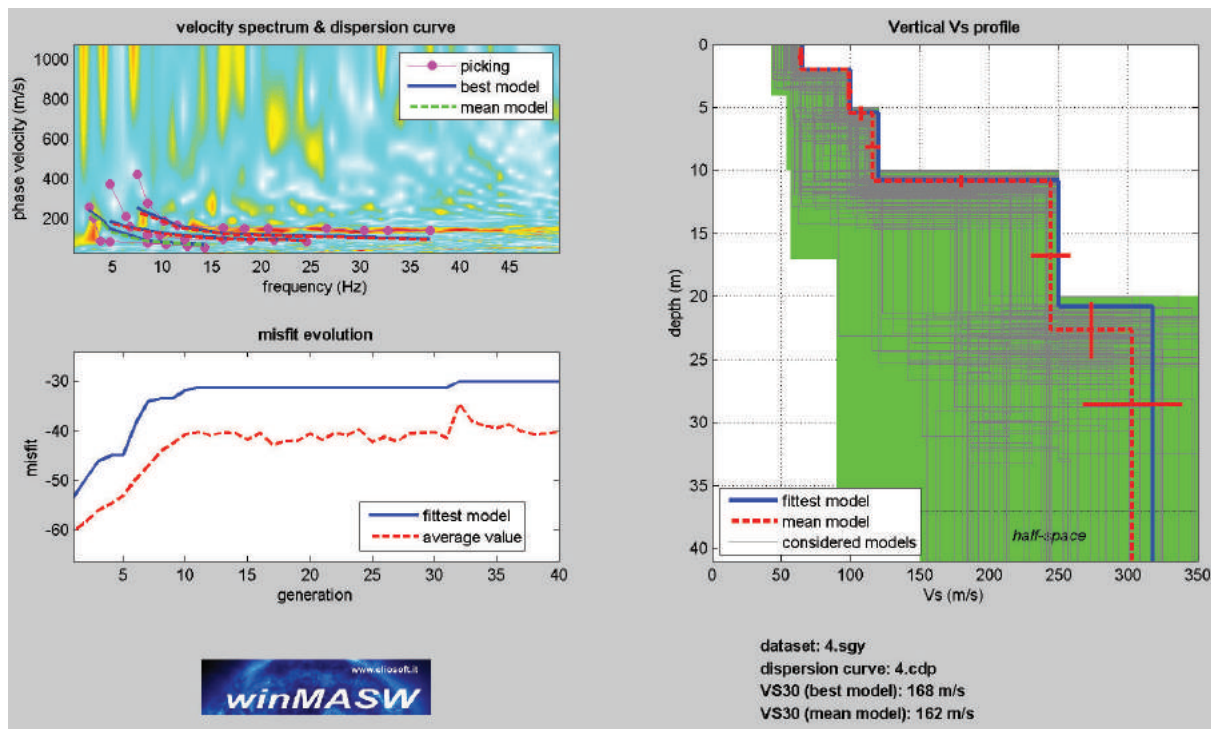 velocity spectrum & dispersion curve
1000
800
600
400
200
phase velocity (m/s)
picking
best model
mean model
5
10
15
20
25
30
35
40
45
frequency (Hz)
misfit evolution
-30
-40
-50
-60
misfit
fittest model
average value
5
10
15
20
25
30
35
40
generation
www.eliosoft.it
winMASW
Vertical Vs profile
0
5
10
15
20
25
30
35
40
depth (m)
fittest model
mean model
considered models
half-space
0
50
100
150
200
250
300
350
Vs (m/s)
dataset: 4.sgy
dispersion curve: 4.cdp
VS30 (best model): 168 m/s
VS30 (mean model): 162 m/s